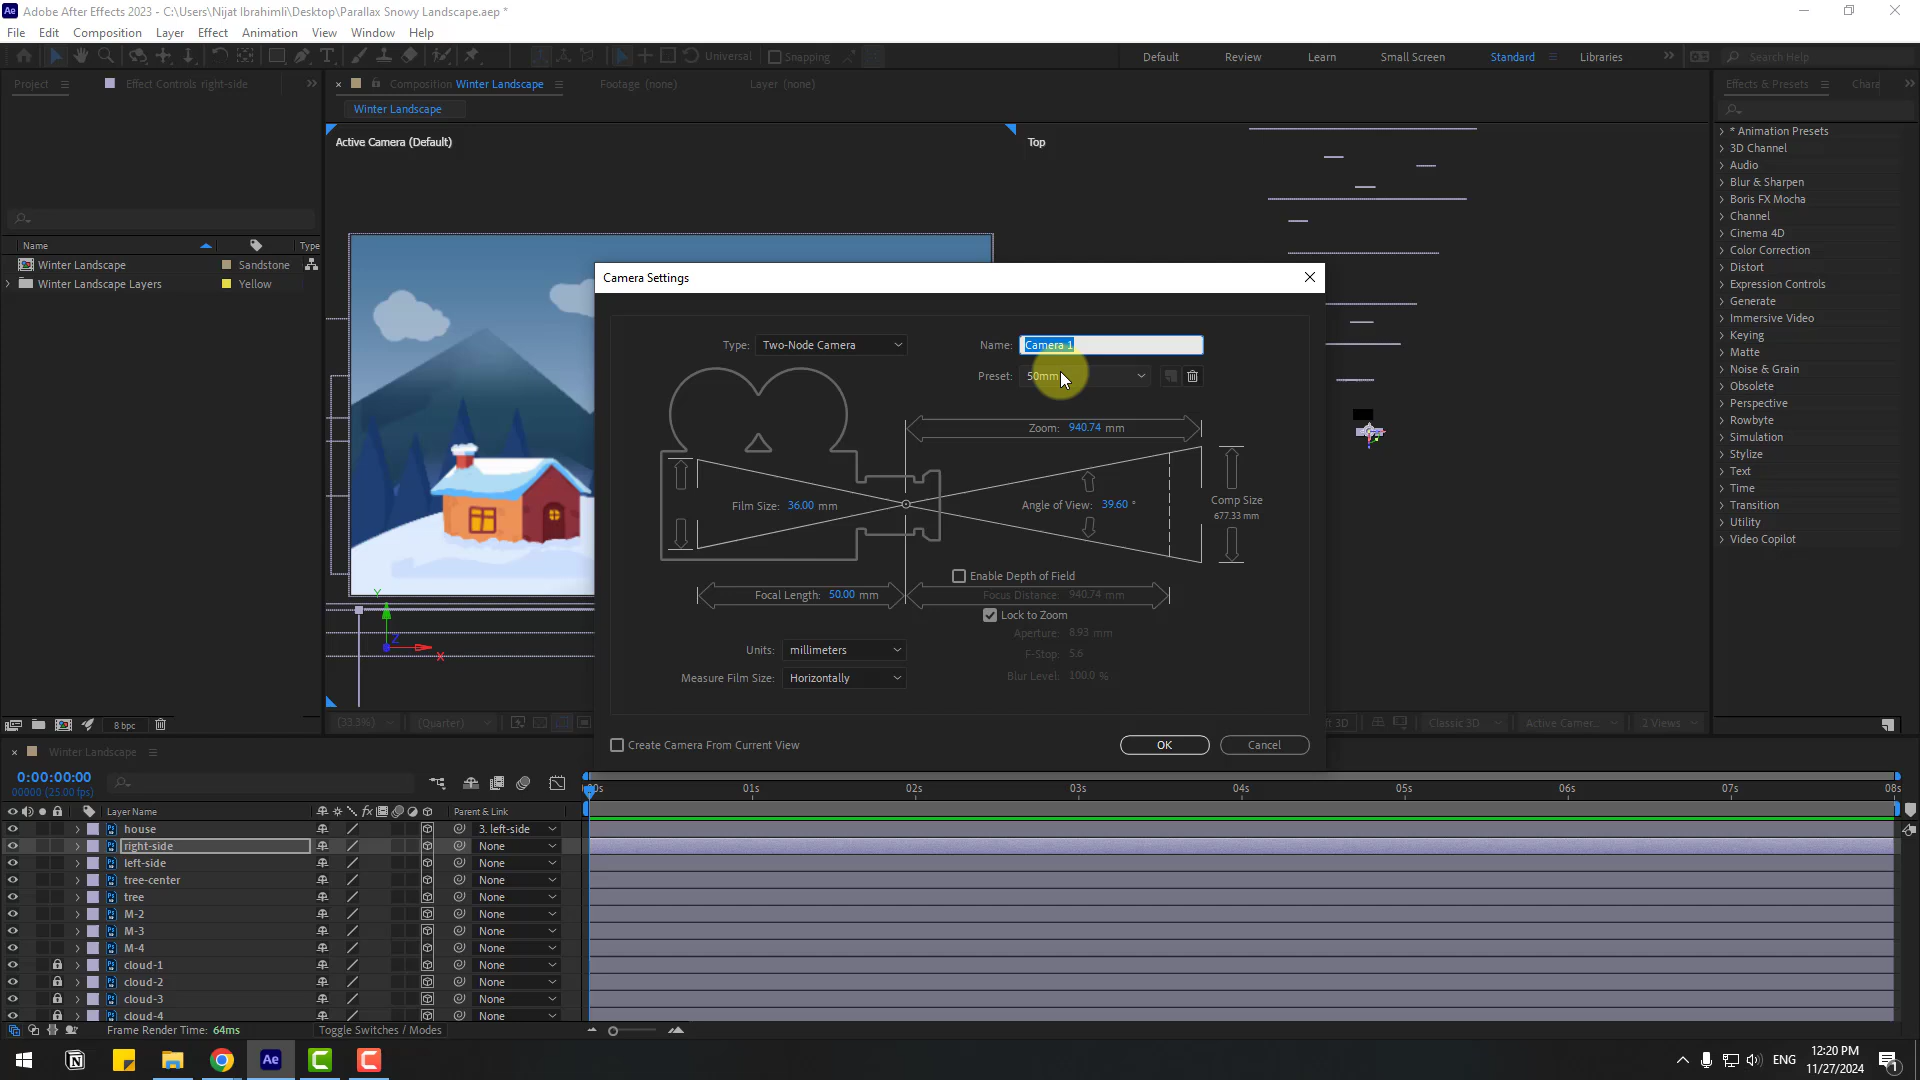 Adobe After Effects 2023 - C:\Users\Nijat Ibrahimli\Desktop\Parallax Snowy Landscape.aep *
File Edit Composition Layer Effect Animation View Window Help
Universal Snapping Default Review Learn Small Screen Standard Libraries Search Help
Project Effect Controls right-side
Composition Winter Landscape Footage (none) Layer (none)
Effects & Presets
Winter Landscape
Active Camera (Default)
Top
Name Type
Winter Landscape Sandstone
Winter Landscape Layers Yellow
8 bpc
Camera Settings
Type: Two-Node Camera
Name: Camera 1
Preset: 50mm
Zoom: 940.74 mm
Film Size: 36.00 mm
Angle of View: 39.60 °
Comp Size
677.33 mm
Enable Depth of Field
Focal Length: 50.00 mm
Focus Distance: 940.74 mm
Lock to Zoom
Aperture: 8.93 mm
F-Stop: 5.6
Blur Level: 100.0 %
Units: millimeters
Measure Film Size: Horizontally
Create Camera From Current View
OK Cancel
Y
Z
X
(33.3%) (Quarter)
Classic 3D Active Camer... 2 Views
* Animation Presets
3D Channel
Audio
Blur & Sharpen
Boris FX Mocha
Channel
Cinema 4D
Color Correction
Distort
Expression Controls
Generate
Immersive Video
Keying
Matte
Noise & Grain
Obsolete
Perspective
Rowbyte
Simulation
Stylize
Text
Time
Transition
Utility
Video Copilot
Winter Landscape
0:00:00:00
00000 (25.00 fps)
01s 02s 03s 04s 05s 06s 07s 08s
Layer Name Parent & Link
house 3. left-side
right-side None
left-side None
tree-center None
tree None
M-2 None
M-3 None
M-4 None
cloud-1 None
cloud-2 None
cloud-3 None
cloud-4 None
Frame Render Time: 64ms
Toggle Switches / Modes
ENG
12:20 PM
11/27/2024
1